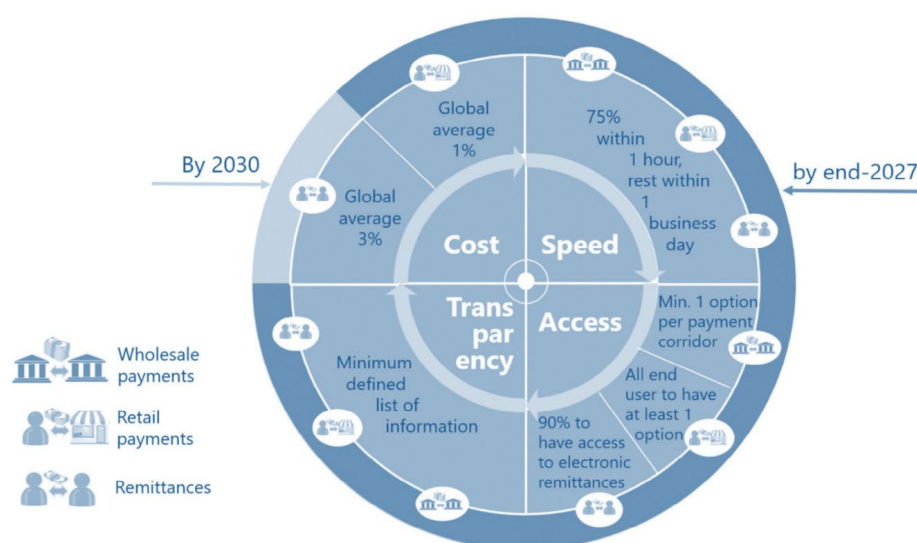 By 2030
by end-2027
Global
average
1%
Global
average
3%
Cost
75%
within
1 hour,
rest within
1
business
day
Speed
Trans
par
ency
Minimum
defined
list of
information
Access
Min. 1 option
per payment
corridor
All end
user to have
at least 1
option
90% to
have access
to electronic
remittances
Wholesale
payments
Retail
payments
Remittances